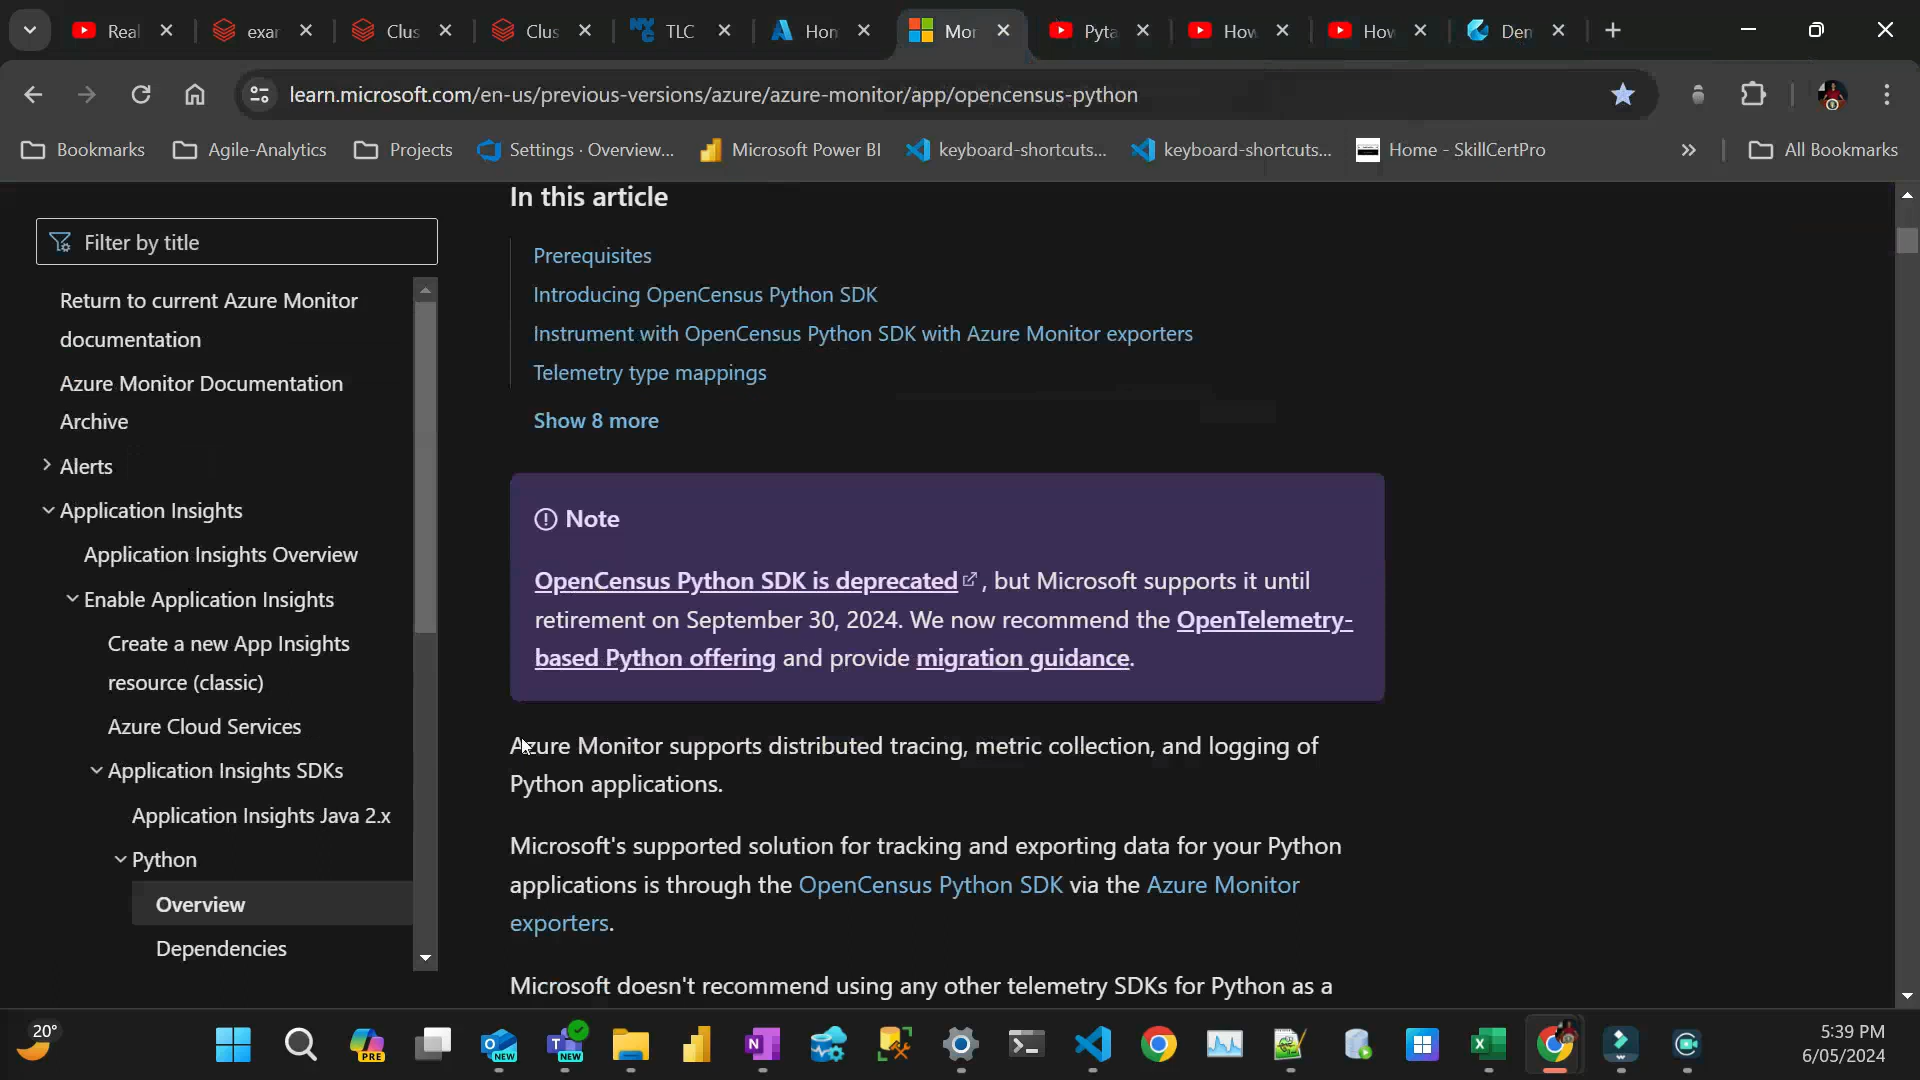 Real
exar
Clus
Clus
TLC
Hon
Mor
Pyta
How
How
Den
learn.microsoft.com/en-us/previous-versions/azure/azure-monitor/app/opencensus-python
Bookmarks
Agile-Analytics
Projects
Settings · Overview...
Microsoft Power BI
keyboard-shortcuts...
keyboard-shortcuts...
Home - SkillCertPro
All Bookmarks
Filter by title
Return to current Azure Monitor
documentation
Azure Monitor Documentation
Archive
Alerts
Application Insights
Application Insights Overview
Enable Application Insights
Create a new App Insights
resource (classic)
Azure Cloud Services
Application Insights SDKs
Application Insights Java 2.x
Python
Overview
Dependencies
In this article
Prerequisites
Introducing OpenCensus Python SDK
Instrument with OpenCensus Python SDK with Azure Monitor exporters
Telemetry type mappings
Show 8 more
Note
OpenCensus Python SDK is deprecated , but Microsoft supports it until
retirement on September 30, 2024. We now recommend the OpenTelemetry-
based Python offering and provide migration guidance.
Azure Monitor supports distributed tracing, metric collection, and logging of
Python applications.
Microsoft's supported solution for tracking and exporting data for your Python
applications is through the OpenCensus Python SDK via the Azure Monitor
exporters.
Microsoft doesn't recommend using any other telemetry SDKs for Python as a
20°
PRE
NEW
NEW
5:39 PM
6/05/2024